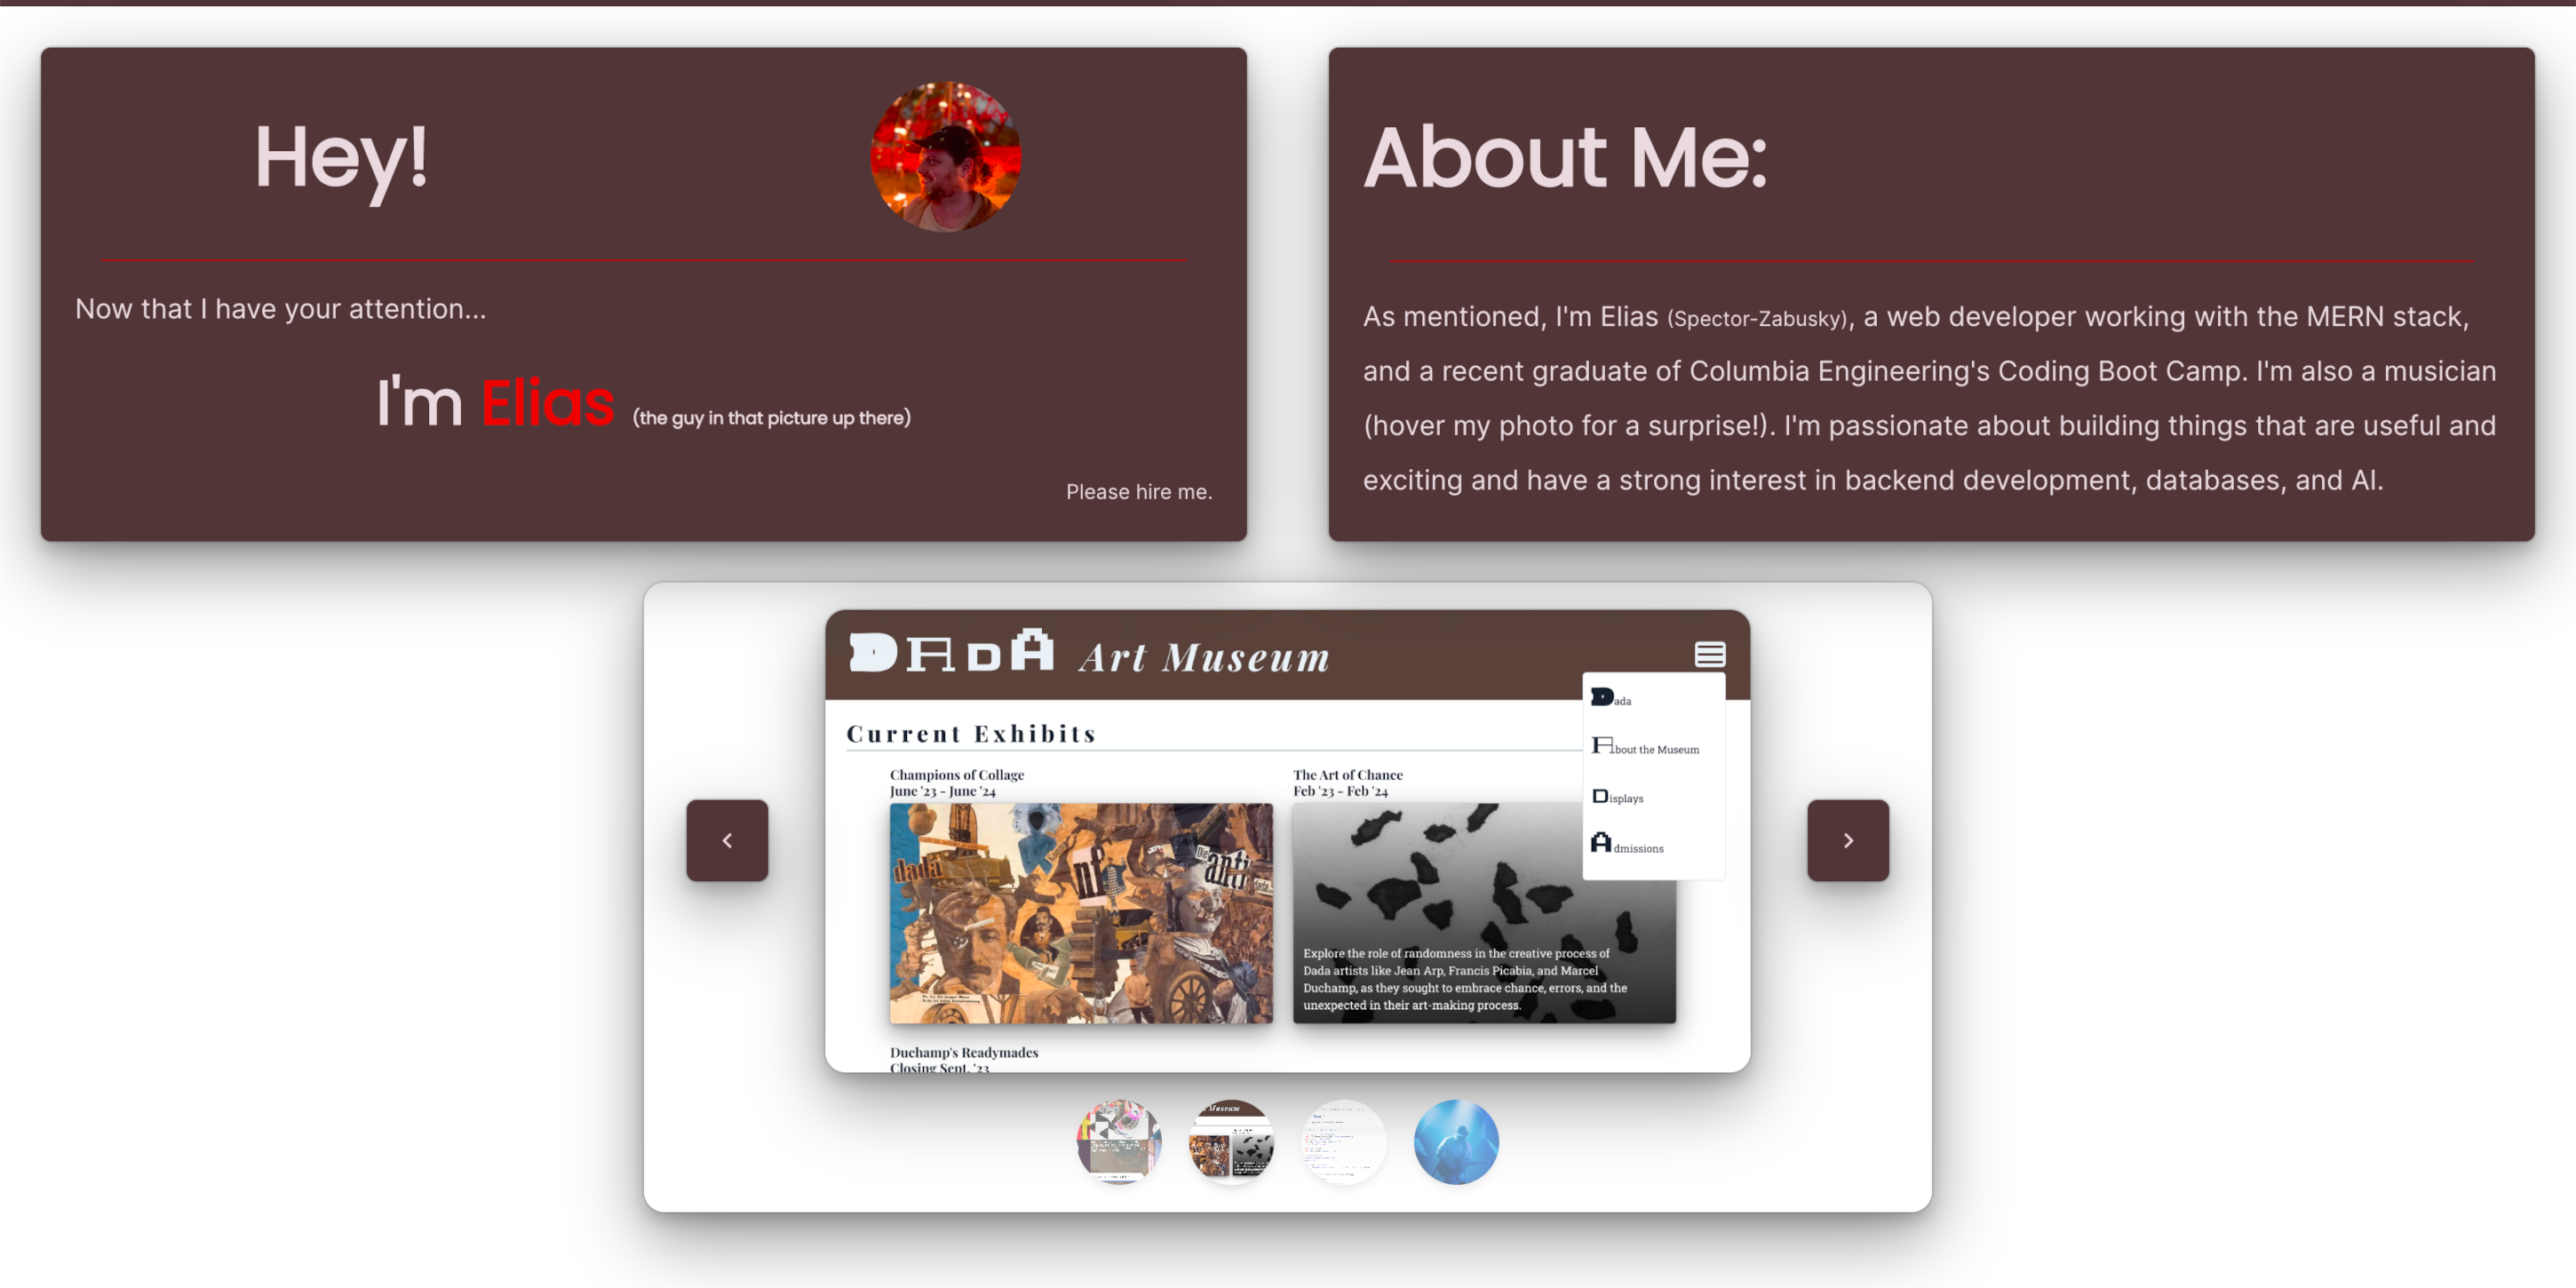 Hey!
Now that I have your attention...
I'm Elias (the guy in that picture up there)
Please hire me.
About Me:
As mentioned, I'm Elias (Spector-Zabusky), a web developer working with the MERN stack,
and a recent graduate of Columbia Engineering's Coding Boot Camp. I'm also a musician
(hover my photo for a surprise!). I'm passionate about building things that are useful and
exciting and have a strong interest in backend development, databases, and AI.
DADA Art Museum
Dada
About the Museum
Displays
Admissions
Current Exhibits
Champions of Collage
June '23 - June '24
dada
anti
The Art of Chance
Feb '23 - Feb '24
Explore the role of randomness in the creative process of
Dada artists like Jean Arp, Francis Picabia, and Marcel
Duchamp, as they sought to embrace chance, errors, and the
unexpected in their art-making process.
Duchamp's Readymades
Closing Sept. '23
Museum